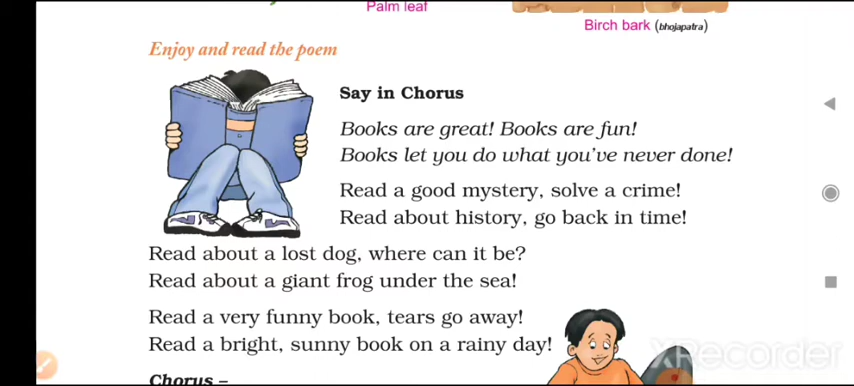 Palm leaf
Birch bark (bhojapatra)
Enjoy and read the poem
Say in Chorus
Books are great! Books are fun!
Books let you do what you've never done!
Read a good mystery, solve a crime!
Read about history, go back in time!
Read about a lost dog, where can it be?
Read about a giant frog under the sea!
Read a very funny book, tears go away!
Read a bright, sunny book on a rainy day!
XRecorder
Chorus –